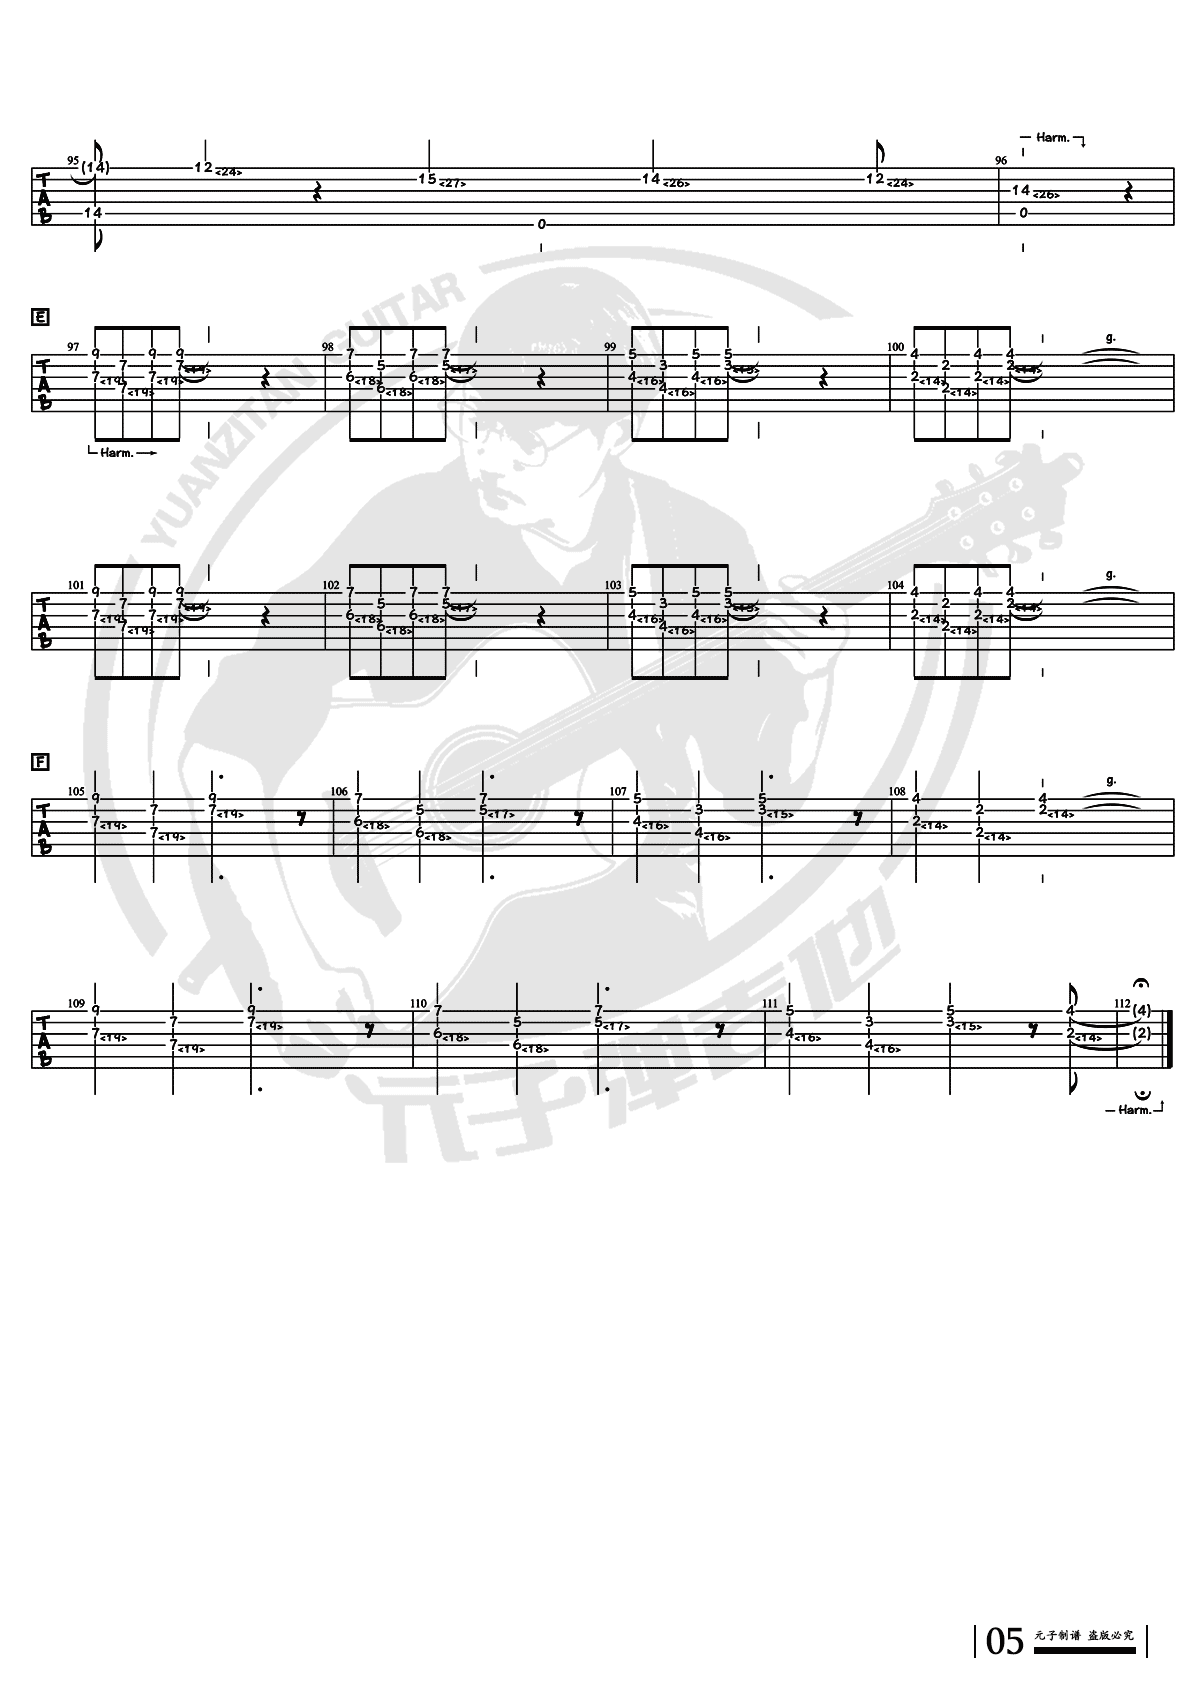 Harm.
95 96
(14) 12<24> 15<27> 14<26> 12<24> 14<26>
TAB 14 0 0
E
97 98 99 100
9 7 9 9 7 5 7 7 5 3 5 5 4 2 4 4 g.
7<19> 7<19> 7<19> 7 6<18> 6<18> 6<18> 5 4<16> 4<16> 4<16> 3 2<14> 2<14> 2<14> 2
TAB
Harm.
101 102 103 104
9 7 9 9 7 5 7 7 5 3 5 5 4 2 4 4 g.
7<19> 7<19> 7<19> 7 6<18> 6<18> 6<18> 5 4<16> 4<16> 4<16> 3 2<14> 2<14> 2<14> 2
TAB
F
105 106 107 108
9 7 9 7 5 7 5 3 5 4 2 4 g.
7<19> 7<19> 7<19> 6<18> 6<18> 5<17> 4<16> 4<16> 3<15> 2<14> 2<14> 2<14>
TAB
109 110 111 112
9 7 9 7 5 7 5 3 5 4 (4)
7<19> 7<19> 7<19> 6<18> 6<18> 5<17> 4<16> 4<16> 3<15> 2<14> (2)
TAB
Harm.
YUANZITAN GUITAR
元子·弹吉他
05 元子制谱 盗版必究